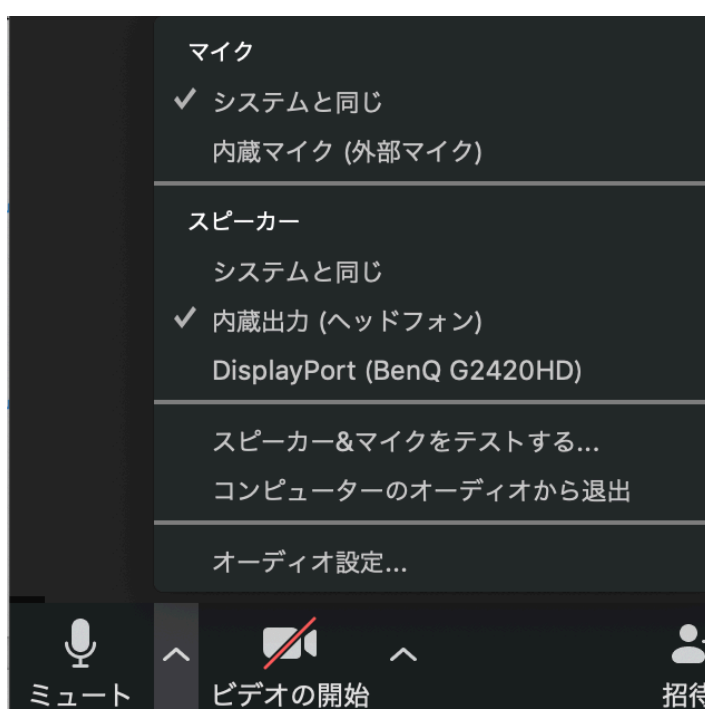 マイク
システムと同じ
内蔵マイク (外部マイク)
スピーカー
システムと同じ
内蔵出力 (ヘッドフォン)
DisplayPort (BenQ G2420HD)
スピーカー&マイクをテストする...
コンピューターのオーディオから退出
オーディオ設定...
ミュート ビデオの開始 招待